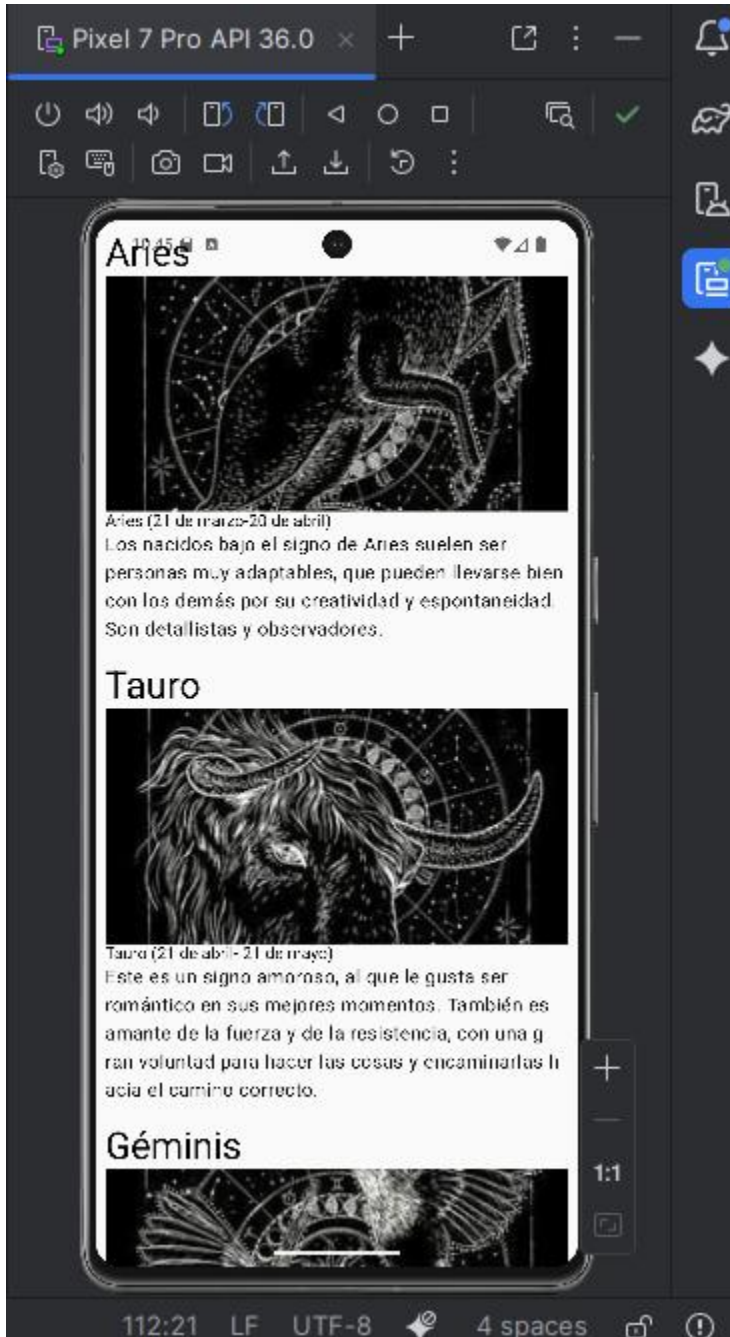 Pixel 7 Pro API 36.0
10:45
Aries
Aries (21 de marzo-20 de abril)
Los nacidos bajo el signo de Aries suelen ser
personas muy adaptables, que pueden llevarse bien
con los demás por su creatividad y espontaneidad.
Son detallistas y observadores.
Tauro
Tauro (21 de abril- 21 de mayo)
Este es un signo amoroso, al que le gusta ser
romántico en sus mejores momentos. También es
amante de la fuerza y de la resistencia, con una g
ran voluntad para hacer las cosas y encaminarlas h
acia el camino correcto.
Géminis
1:1
112:21 LF UTF-8 4 spaces